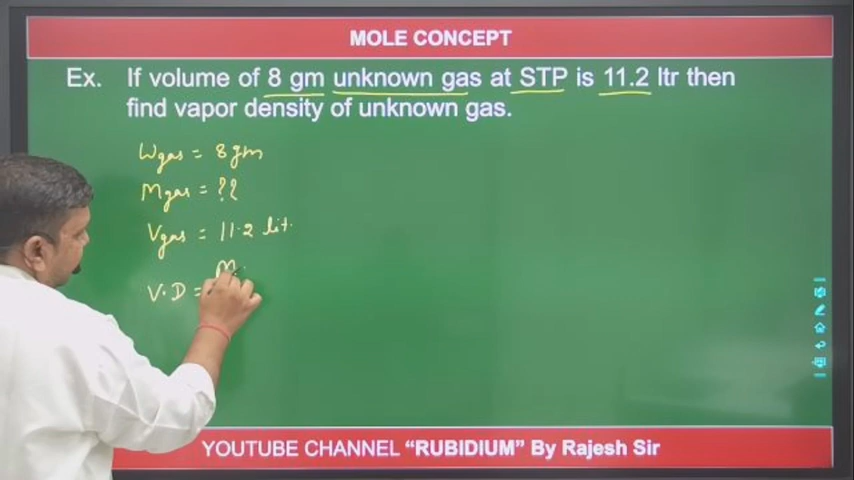 MOLE CONCEPT
Ex. If volume of 8 gm unknown gas at STP is 11.2 ltr then
find vapor density of unknown gas.
Wgas = 8 gm
Mgas = ??
Vgas = 11.2 lit.
V.D = M
YOUTUBE CHANNEL “RUBIDIUM” By Rajesh Sir